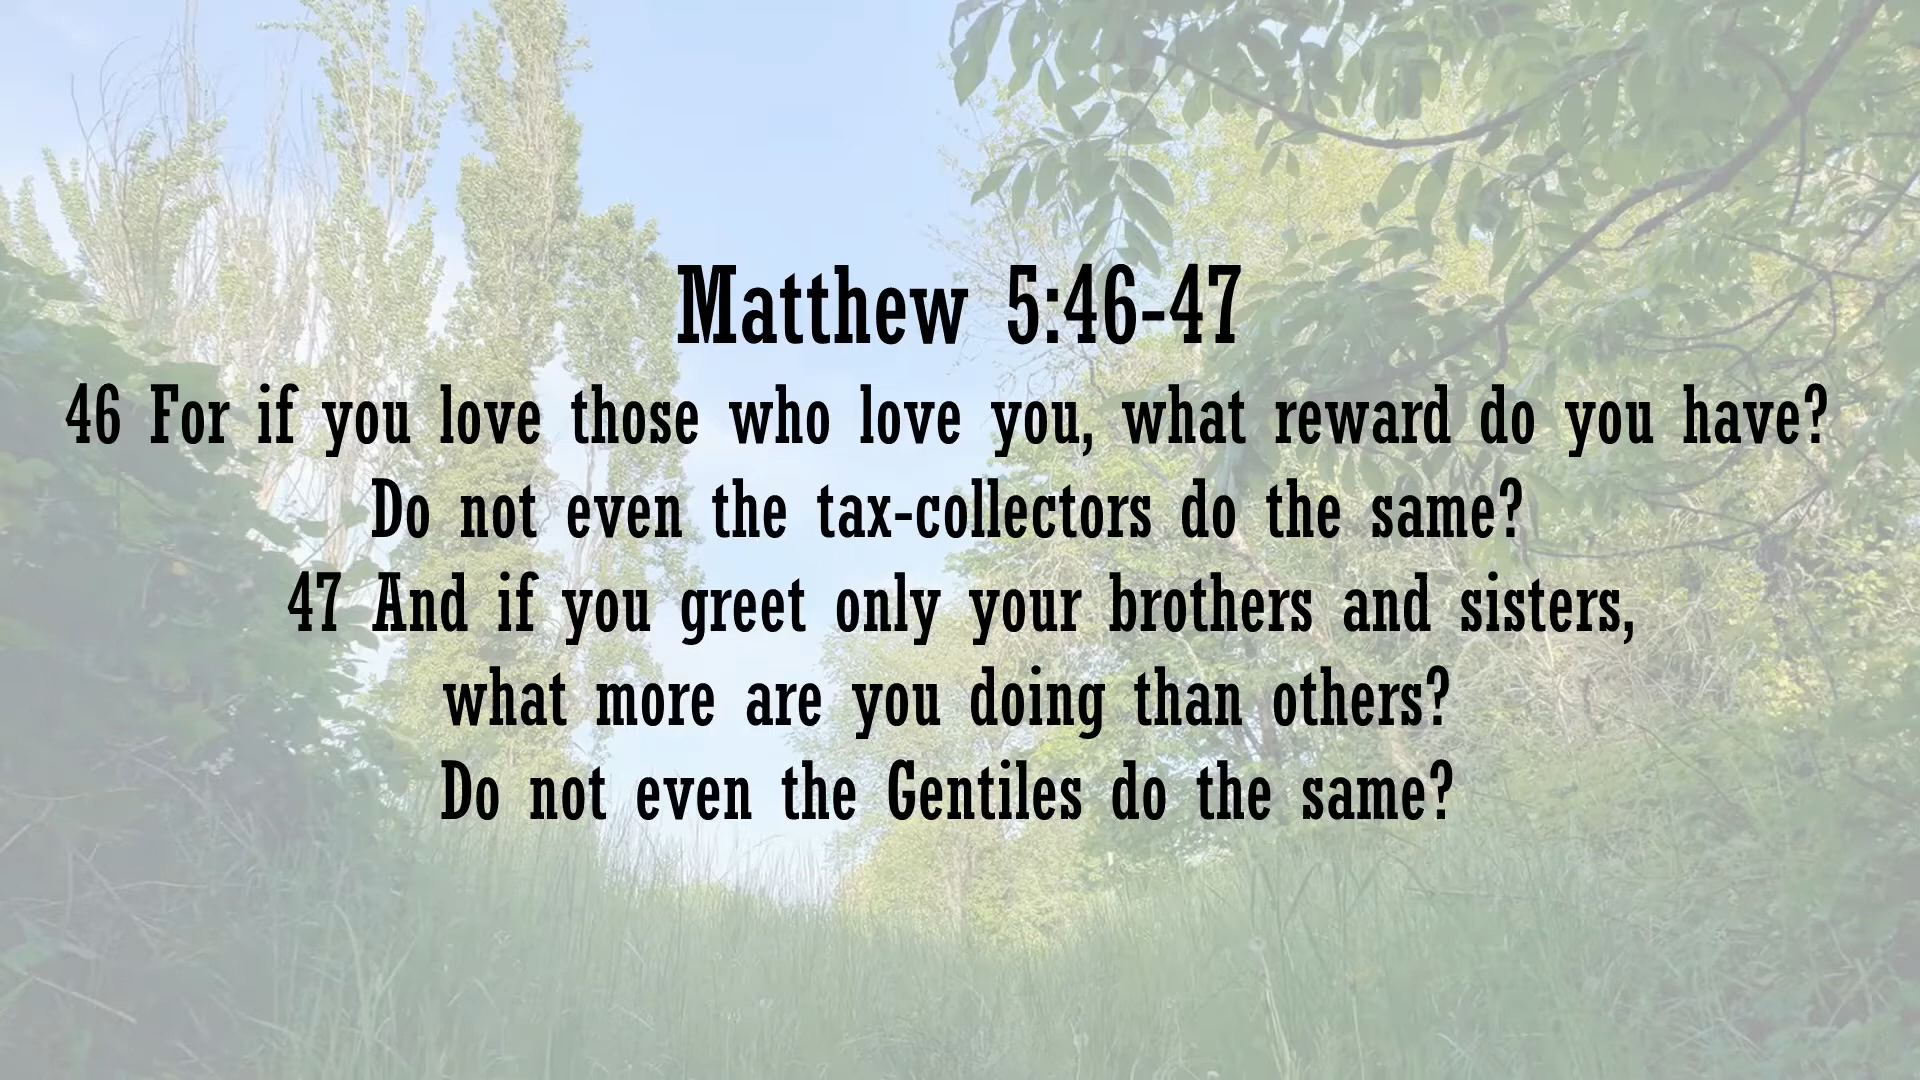 Matthew 5:46-47
46 For if you love those who love you, what reward do you have?
Do not even the tax-collectors do the same?
47 And if you greet only your brothers and sisters,
what more are you doing than others?
Do not even the Gentiles do the same?